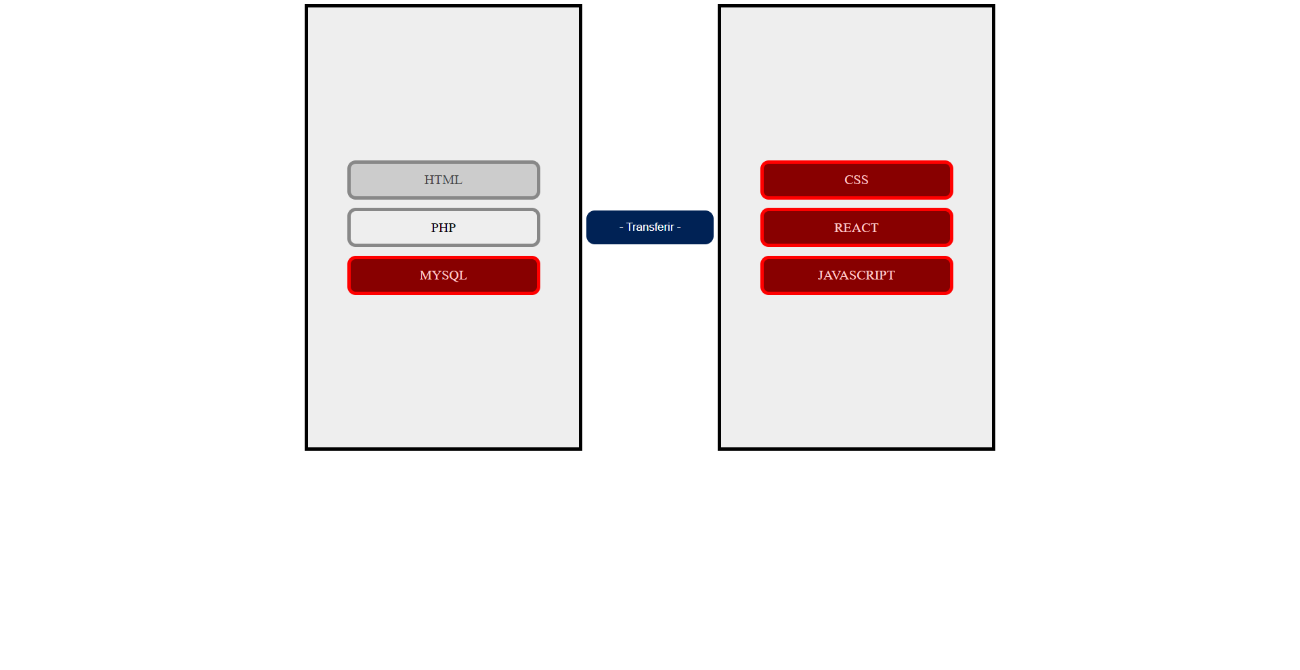 HTML
PHP
MYSQL
- Transferir -
CSS
REACT
JAVASCRIPT